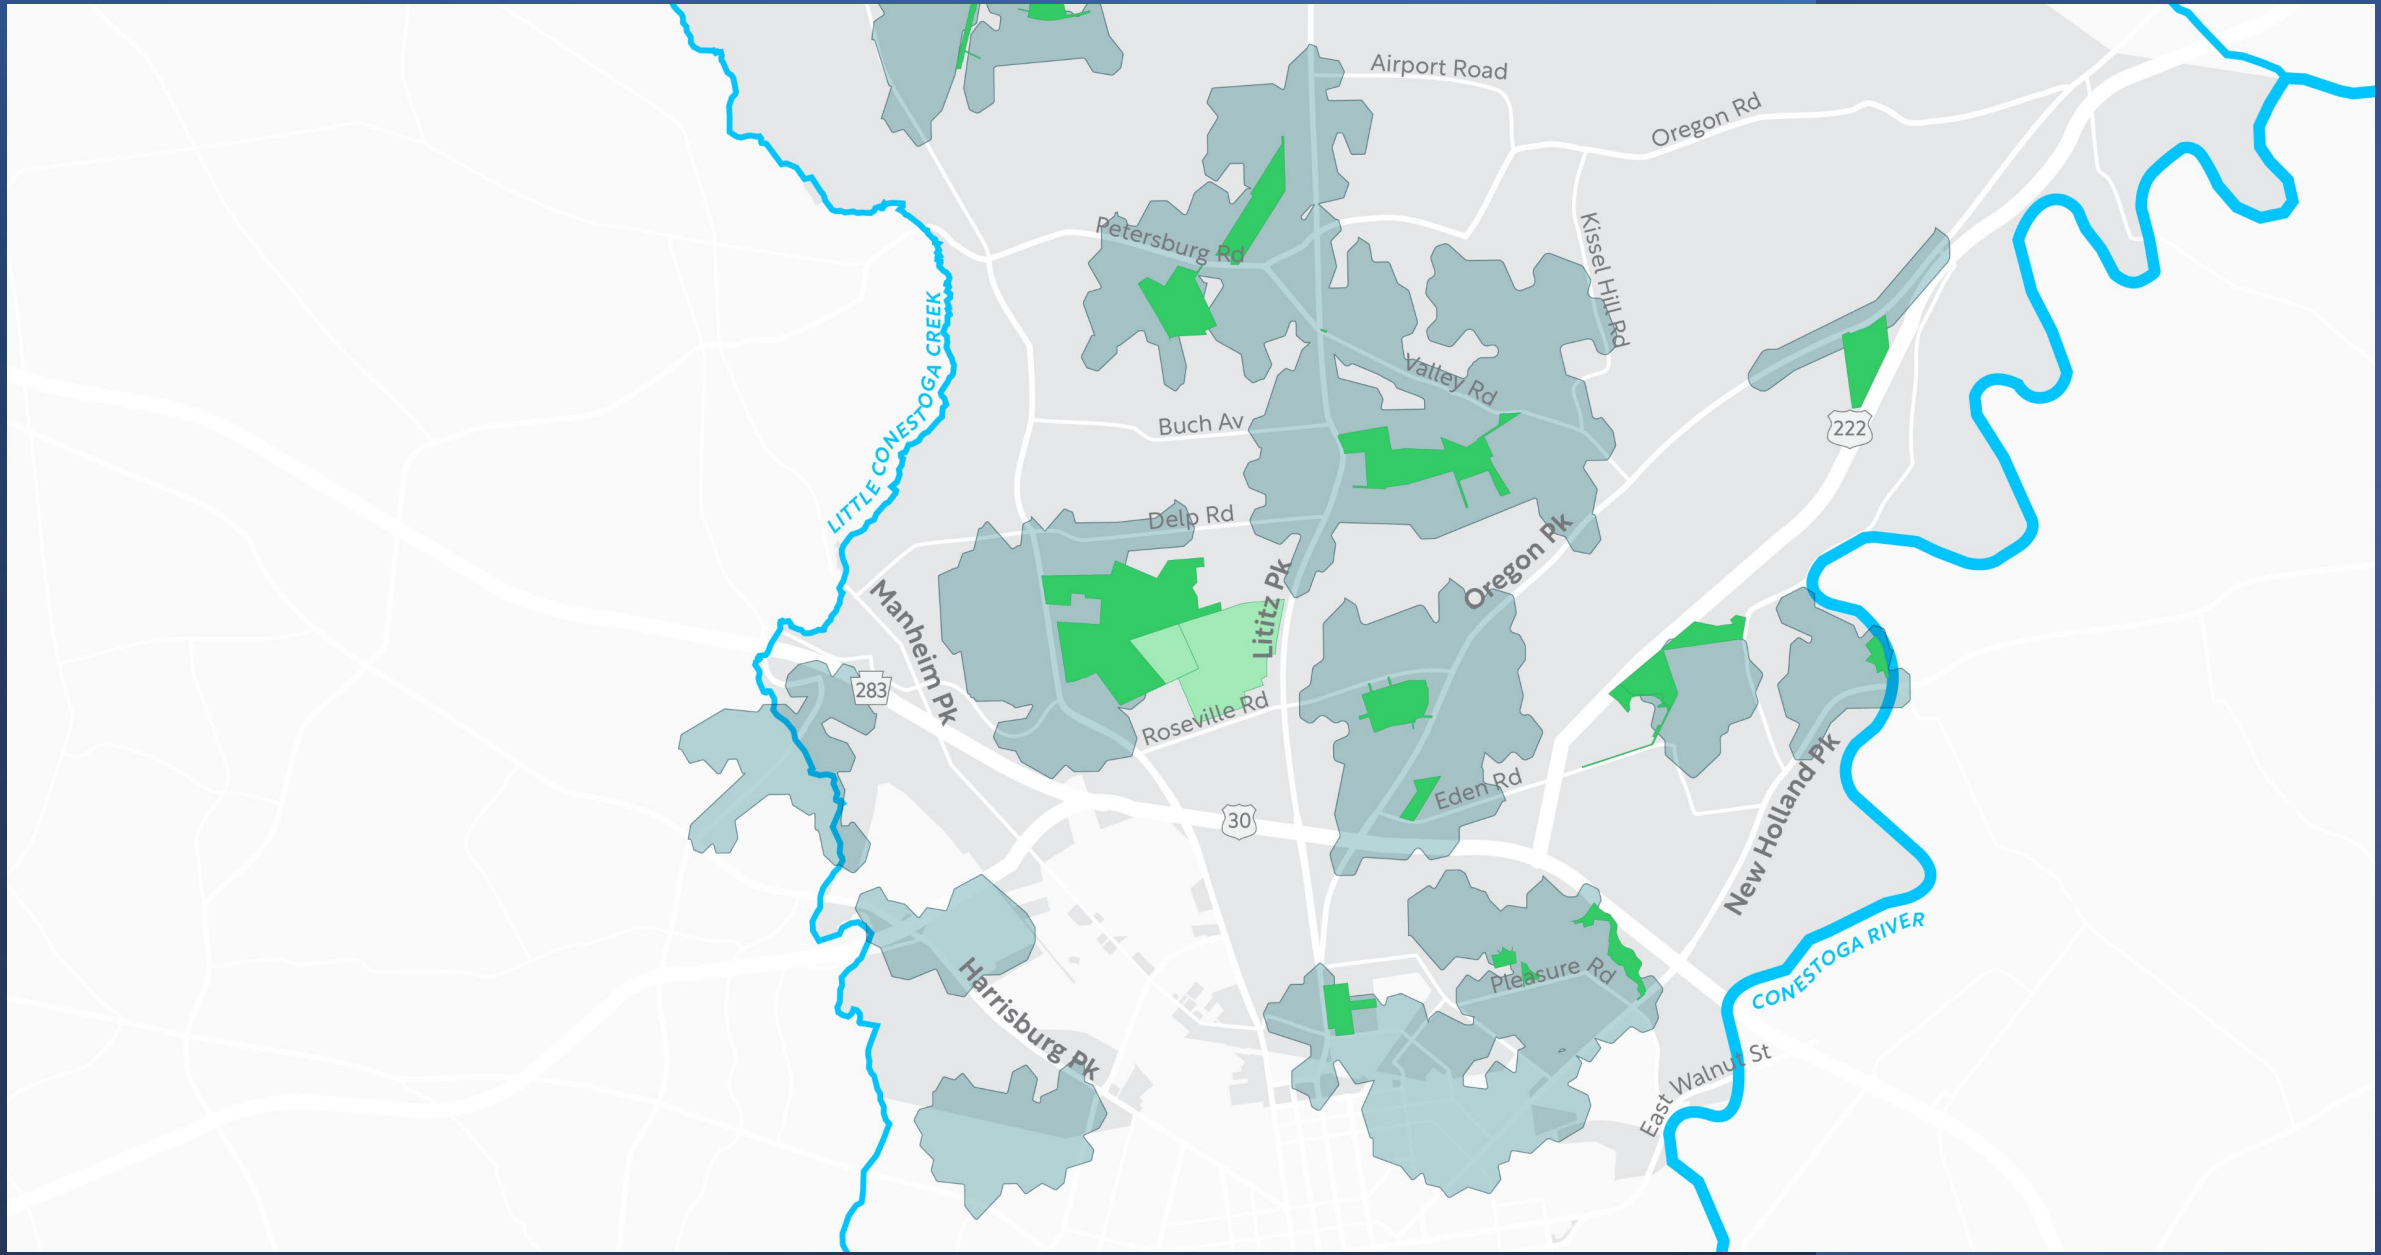 Airport Road
Oregon Rd
Petersburg Rd
Kissel Hill Rd
LITTLE CONESTOGA CREEK
Valley Rd
Buch Av
222
Delp Rd
Oregon Pk
Manheim Pk
Lititz Pk
283
Roseville Rd
Eden Rd
30
New Holland Pk
CONESTOGA RIVER
Harrisburg Pk
Pleasure Rd
East Walnut St